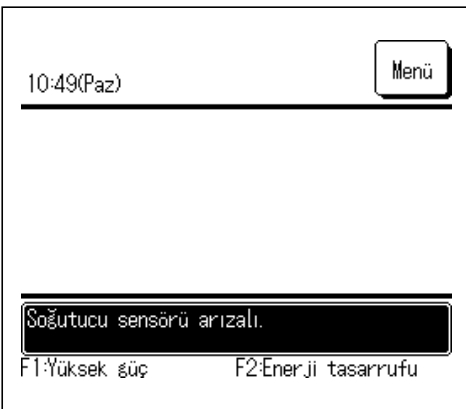 10:49(Paz)
Menü
Soğutucu sensörü arızalı.
F1:Yüksek güç
F2:Enerji tasarrufu